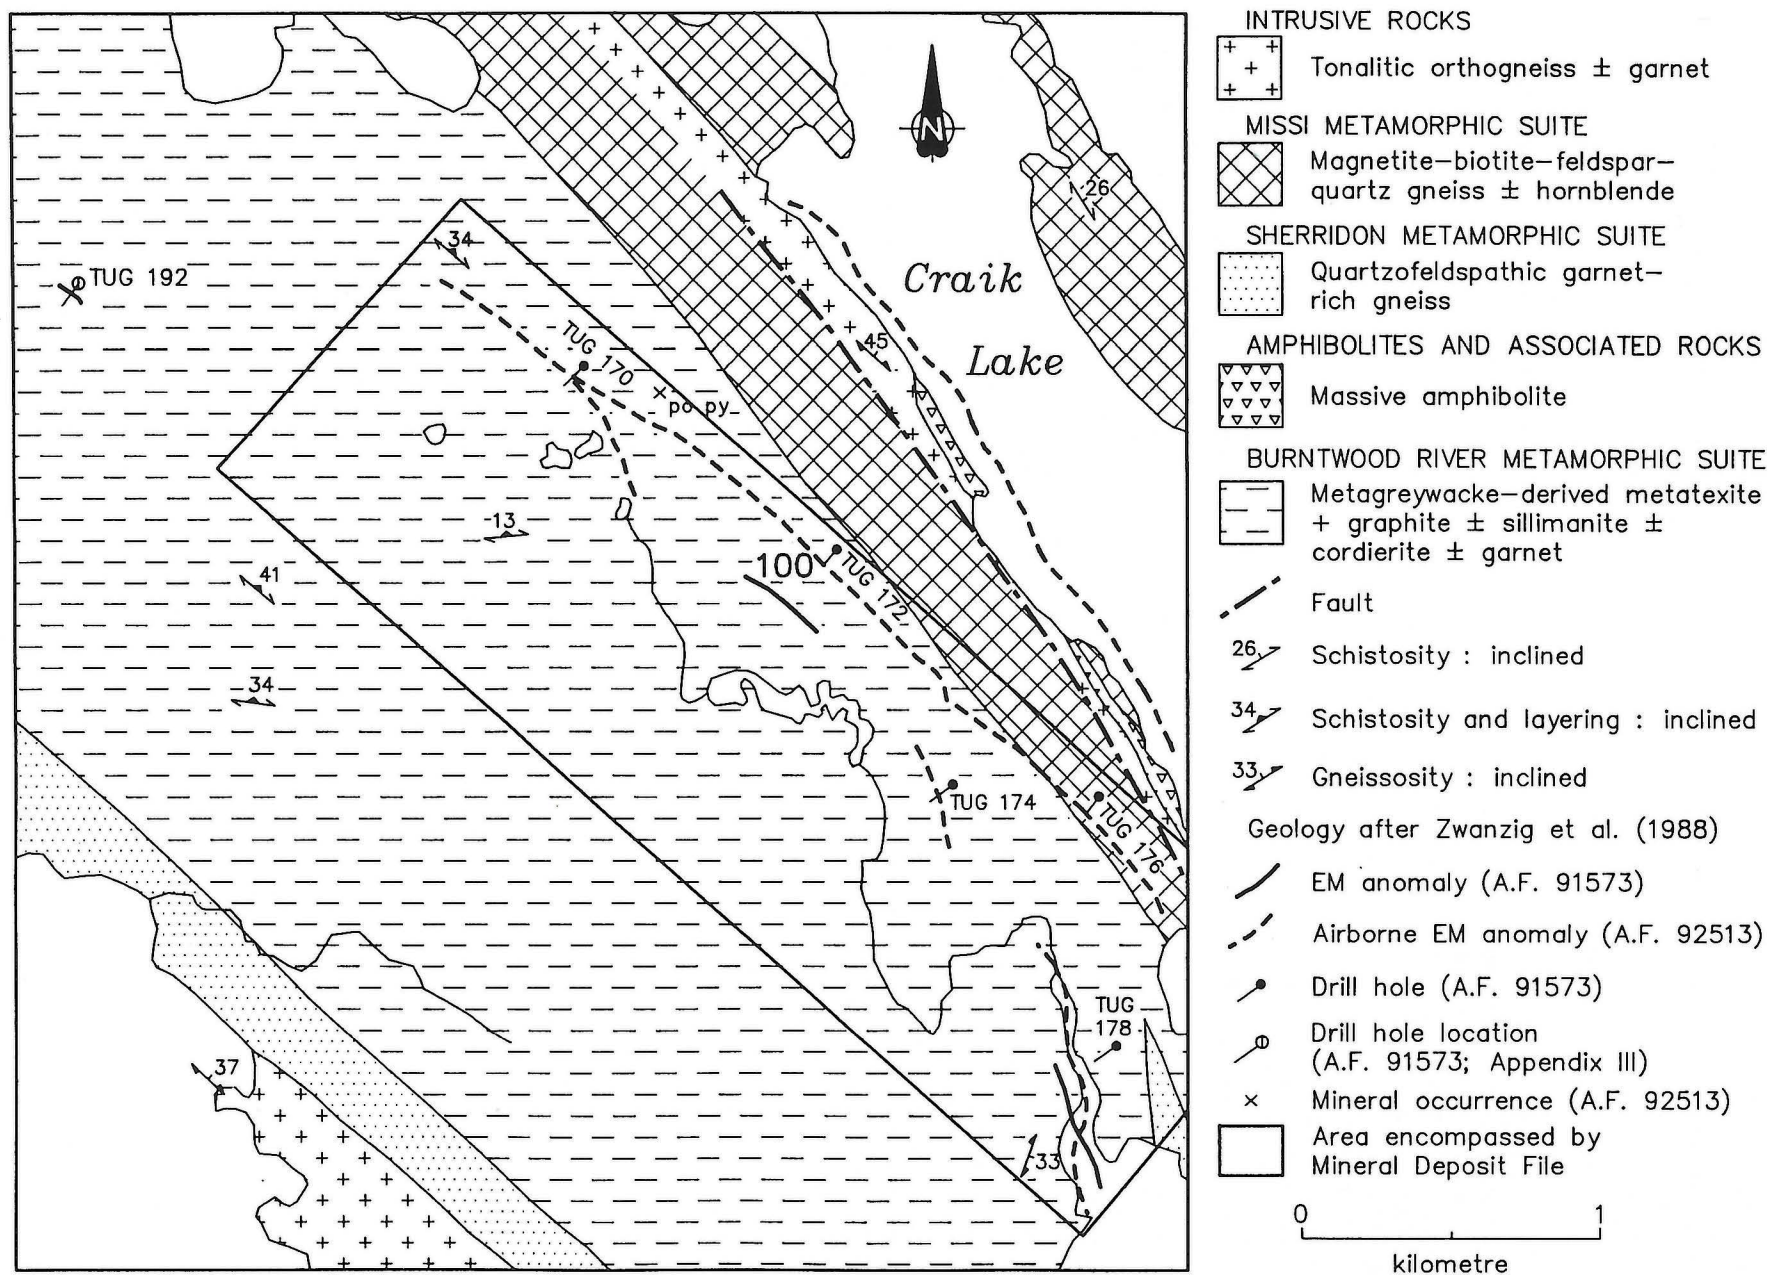 N
26
34
TUG 192
Craik
Lake
TUG 170
45
po py
13
100
TUG 172
41
34
TUG 174
TUG 176
TUG
178
37
33
INTRUSIVE ROCKS
Tonalitic orthogneiss ± garnet
MISSI METAMORPHIC SUITE
Magnetite-biotite-feldspar-
quartz gneiss ± hornblende
SHERRIDON METAMORPHIC SUITE
Quartzofeldspathic garnet-
rich gneiss
AMPHIBOLITES AND ASSOCIATED ROCKS
Massive amphibolite
BURNTWOOD RIVER METAMORPHIC SUITE
Metagreywacke-derived metatexite
+ graphite ± sillimanite ±
cordierite ± garnet
Fault
26 Schistosity : inclined
34 Schistosity and layering : inclined
33 Gneissosity : inclined
Geology after Zwanzig et al. (1988)
EM anomaly (A.F. 91573)
Airborne EM anomaly (A.F. 92513)
Drill hole (A.F. 91573)
Drill hole location
(A.F. 91573; Appendix III)
Mineral occurrence (A.F. 92513)
Area encompassed by
Mineral Deposit File
0 1
kilometre